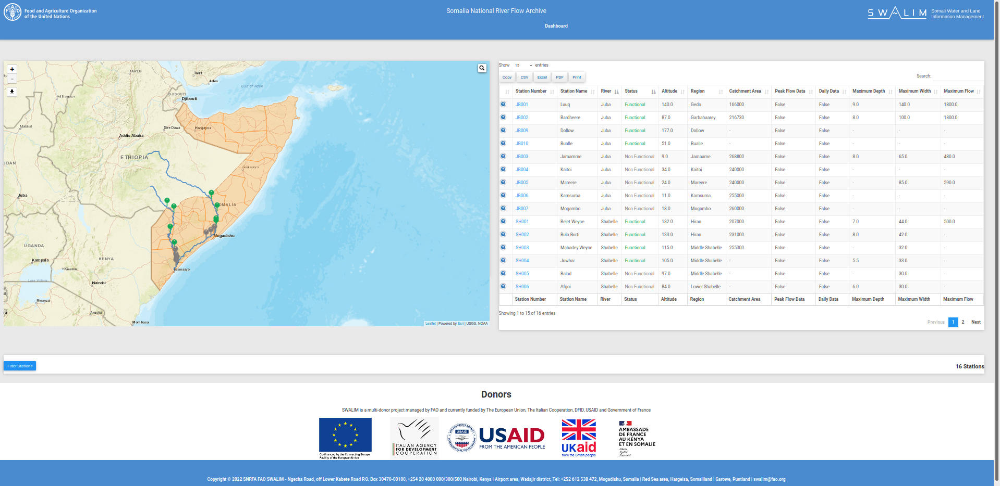 Food and Agriculture Organization
of the United Nations
Somalia National River Flow Archive
Dashboard
SWALIM
Somali Water and Land
Information Management
+
-
Mek'Ele
Taizz
Aden
Gulf of Aden
Ad Damazin
DJIBOUTI
Djibouti
Malakal
Dire Dawa
Hargeysa
Addis Ababa
ETHIOPIA
UDAN
Gaalkacyo
Juba
OMALIA
Mogadishu
UGANDA
Kampala
KENYA
Kisumu
Kismaayo
Lake Victoria
Nairobi
ali
Mwanza
ra
Arusha
Mombasa
Leaflet | Powered by Esri | USGS, NOAA
Show 15 entries
Copy CSV Excel PDF Print
Search:
Station Number Station Name River Status Altitude Region Catchment Area Peak Flow Data Daily Data Maximum Depth Maximum Width Maximum Flow
JB001 Luuq Juba Functional 140.0 Gedo 166000 False False 9.0 140.0 1800.0
JB002 Bardheere Juba Functional 87.0 Garbahaarey 216730 False False 8.0 100.0 1800.0
JB009 Dollow Juba Functional 177.0 Dollow - False False - - -
JB010 Bualle Juba Functional 51.0 Bualle - False False - - -
JB003 Jamamme Juba Non Functional 9.0 Jamaame 268800 False False 8.0 65.0 480.0
JB004 Kaitoi Juba Non Functional 34.0 Kaitoi 240000 False False - - -
JB005 Mareere Juba Non Functional 24.0 Mareere 240000 False False - 85.0 590.0
JB006 Kamsuma Juba Non Functional 11.0 Kamsuma 255000 False False - - -
JB007 Mogambo Juba Non Functional 18.0 Mogambo 260000 False False - - -
SH001 Belet Weyne Shabelle Functional 182.0 Hiran 207000 False False 7.0 44.0 500.0
SH002 Bulo Burti Shabelle Functional 133.0 Hiran 231000 False False 8.0 42.0 -
SH003 Mahadey Weyne Shabelle Functional 115.0 Middle Shabelle 255300 False False - 32.0 -
SH004 Jowhar Shabelle Functional 105.0 Middle Shabelle - False False 5.5 33.0 -
SH005 Balad Shabelle Non Functional 97.0 Middle Shabelle - False False - 30.0 -
SH006 Afgoi Shabelle Non Functional 84.0 Lower Shabelle - False False 6.0 30.0 -
Station Number Station Name River Status Altitude Region Catchment Area Peak Flow Data Daily Data Maximum Depth Maximum Width Maximum Flow
Showing 1 to 15 of 16 entries
Previous 1 2 Next
Filter Stations
16 Stations
Donors
SWALIM is a multi-donor project managed by FAO and currently funded by The European Union, The Italian Cooperation, DFID, USAID and Government of France
Co-financed by the Connecting Europe
Facility of the European Union
ITALIAN AGENCY
FOR DEVELOPMENT
COOPERATION
USAID
USAID
FROM THE AMERICAN PEOPLE
UKaid
from the British people
AMBASSADE
DE FRANCE
AU KENYA
ET EN SOMALIE
Liberté
Égalité
Fraternité
Copyright © 2022 SNRFA FAO SWALIM - Ngecha Road, off Lower Kabete Road P.O. Box 30470-00100, +254 20 4000 000/300/500 Nairobi, Kenya | Airport area, Wadajir district, Tel: +252 612 538 472, Mogadishu, Somalia | Red Sea area, Hargeisa, Somaliland | Garowe, Puntland | swalim@fao.org